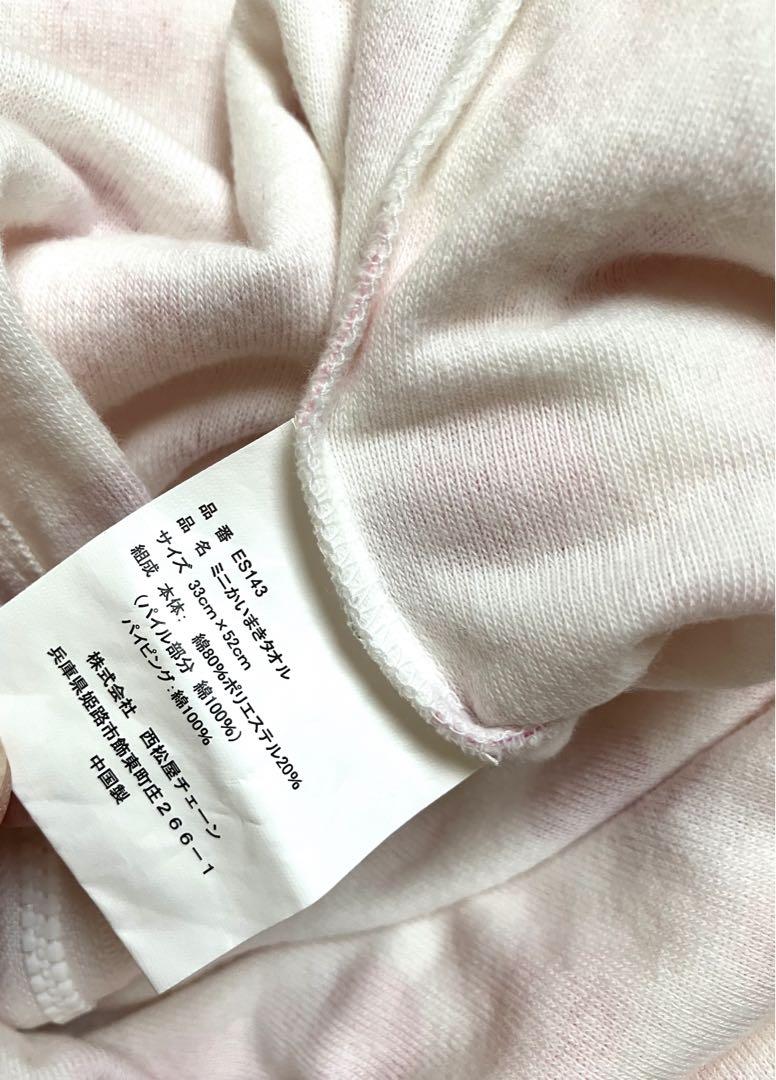 品 番 ES143
品 名 ミニかいまきタオル
サイズ 33cm×52cm
組成 本体: 綿80%ポリエステル20%
(パイル部分 綿100%)
パイピング:綿100%
株式会社 西松屋チェーン
兵庫県姫路市飾東町庄266-1
中国製